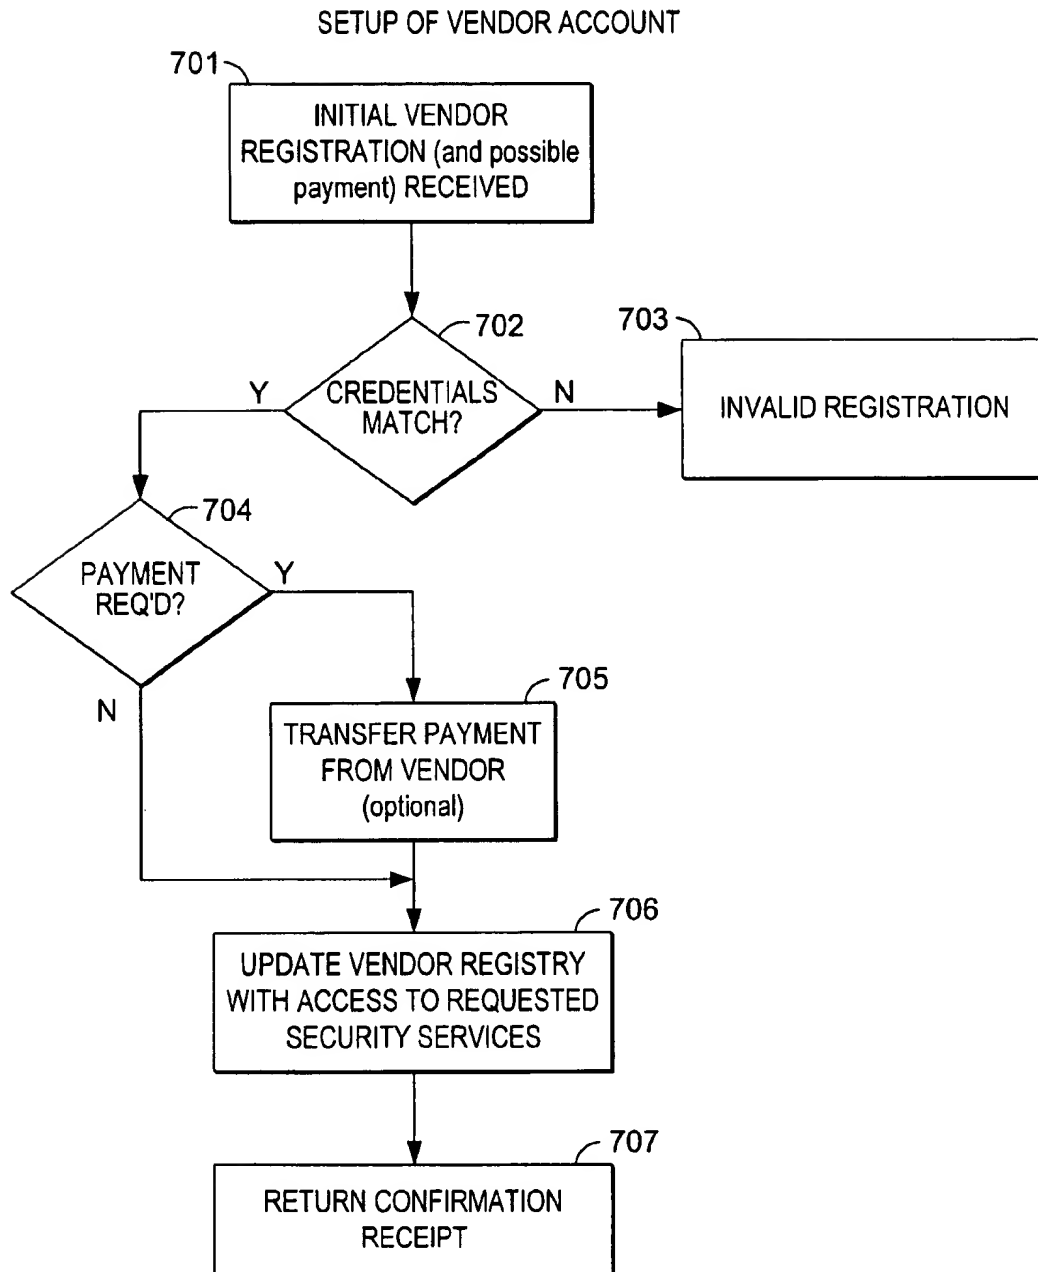 SETUP OF VENDOR ACCOUNT
701
INITIAL VENDOR
REGISTRATION (and possible
payment) RECEIVED
702
703
Y
CREDENTIALS
MATCH?
N
INVALID REGISTRATION
704
PAYMENT
REQ'D?
Y
N
705
TRANSFER PAYMENT
FROM VENDOR
(optional)
706
UPDATE VENDOR REGISTRY
WITH ACCESS TO REQUESTED
SECURITY SERVICES
707
RETURN CONFIRMATION
RECEIPT